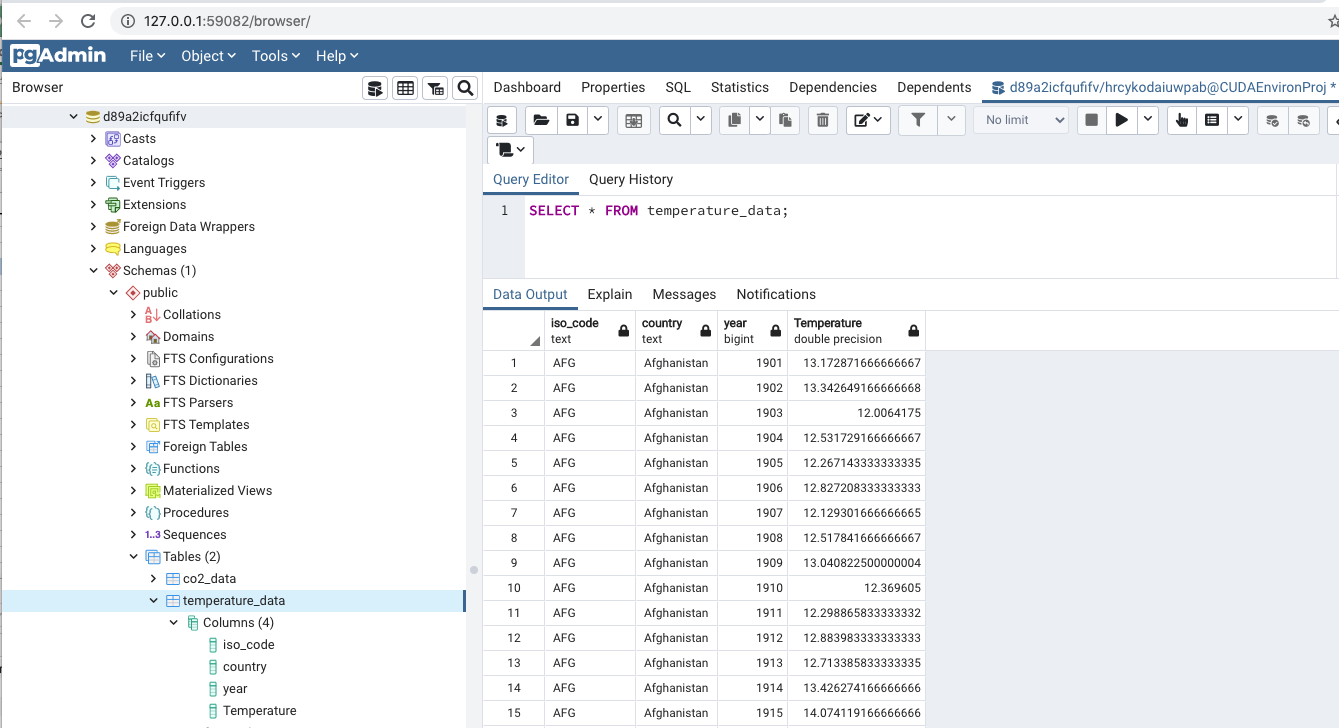 127.0.0.1:59082/browser/
pgAdmin File Object Tools Help
Browser
Dashboard Properties SQL Statistics Dependencies Dependents d89a2icfqufifv/hrcykodaiuwpab@CUDAEnvironProj *
d89a2icfqufifv
Casts
Catalogs
Event Triggers
Extensions
Foreign Data Wrappers
Languages
Schemas (1)
public
A
B
Collations
Domains
FTS Configurations
FTS Dictionaries
Aa FTS Parsers
FTS Templates
Foreign Tables
Functions
Materialized Views
Procedures
1..3 Sequences
Tables (2)
co2_data
temperature_data
Columns (4)
iso_code
country
year
Temperature
No limit
Query Editor Query History
1 SELECT * FROM temperature_data;
Data Output Explain Messages Notifications
iso_code country year Temperature
text text bigint double precision
1 AFG Afghanistan 1901 13.172871666666667
2 AFG Afghanistan 1902 13.342649166666668
3 AFG Afghanistan 1903 12.0064175
4 AFG Afghanistan 1904 12.531729166666667
5 AFG Afghanistan 1905 12.267143333333335
6 AFG Afghanistan 1906 12.827208333333333
7 AFG Afghanistan 1907 12.129301666666665
8 AFG Afghanistan 1908 12.517841666666667
9 AFG Afghanistan 1909 13.040822500000004
10 AFG Afghanistan 1910 12.369605
11 AFG Afghanistan 1911 12.298865833333332
12 AFG Afghanistan 1912 12.883983333333333
13 AFG Afghanistan 1913 12.713385833333335
14 AFG Afghanistan 1914 13.426274166666666
15 AFG Afghanistan 1915 14.074119166666666